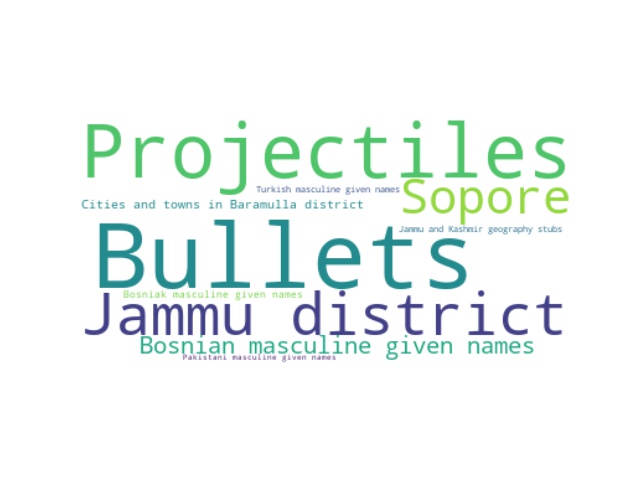 Projectiles
Turkish masculine given names
Sopore
Cities and towns in Baramulla district
Jammu and Kashmir geography stubs
Bullets
Bosniak masculine given names
Jammu district
Bosnian masculine given names
Pakistani masculine given names